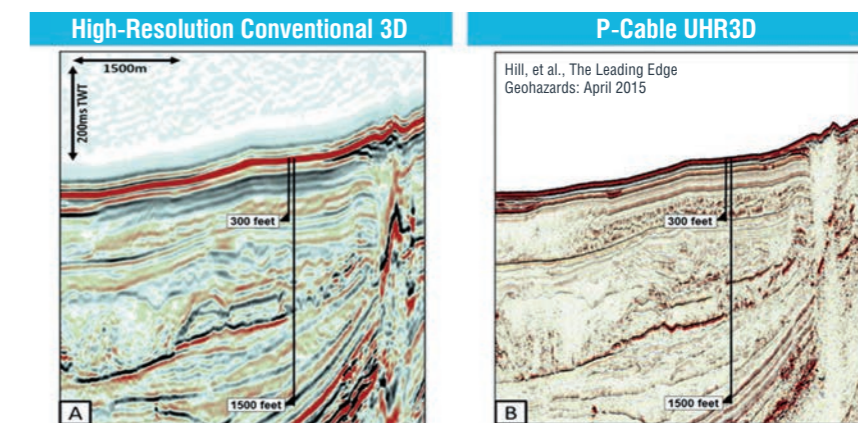 High-Resolution Conventional 3D
1500m
200ms TWT
300 feet
1500 feet
A
P-Cable UHR3D
Hill, et al., The Leading Edge
Geohazards: April 2015
300 feet
1500 feet
B